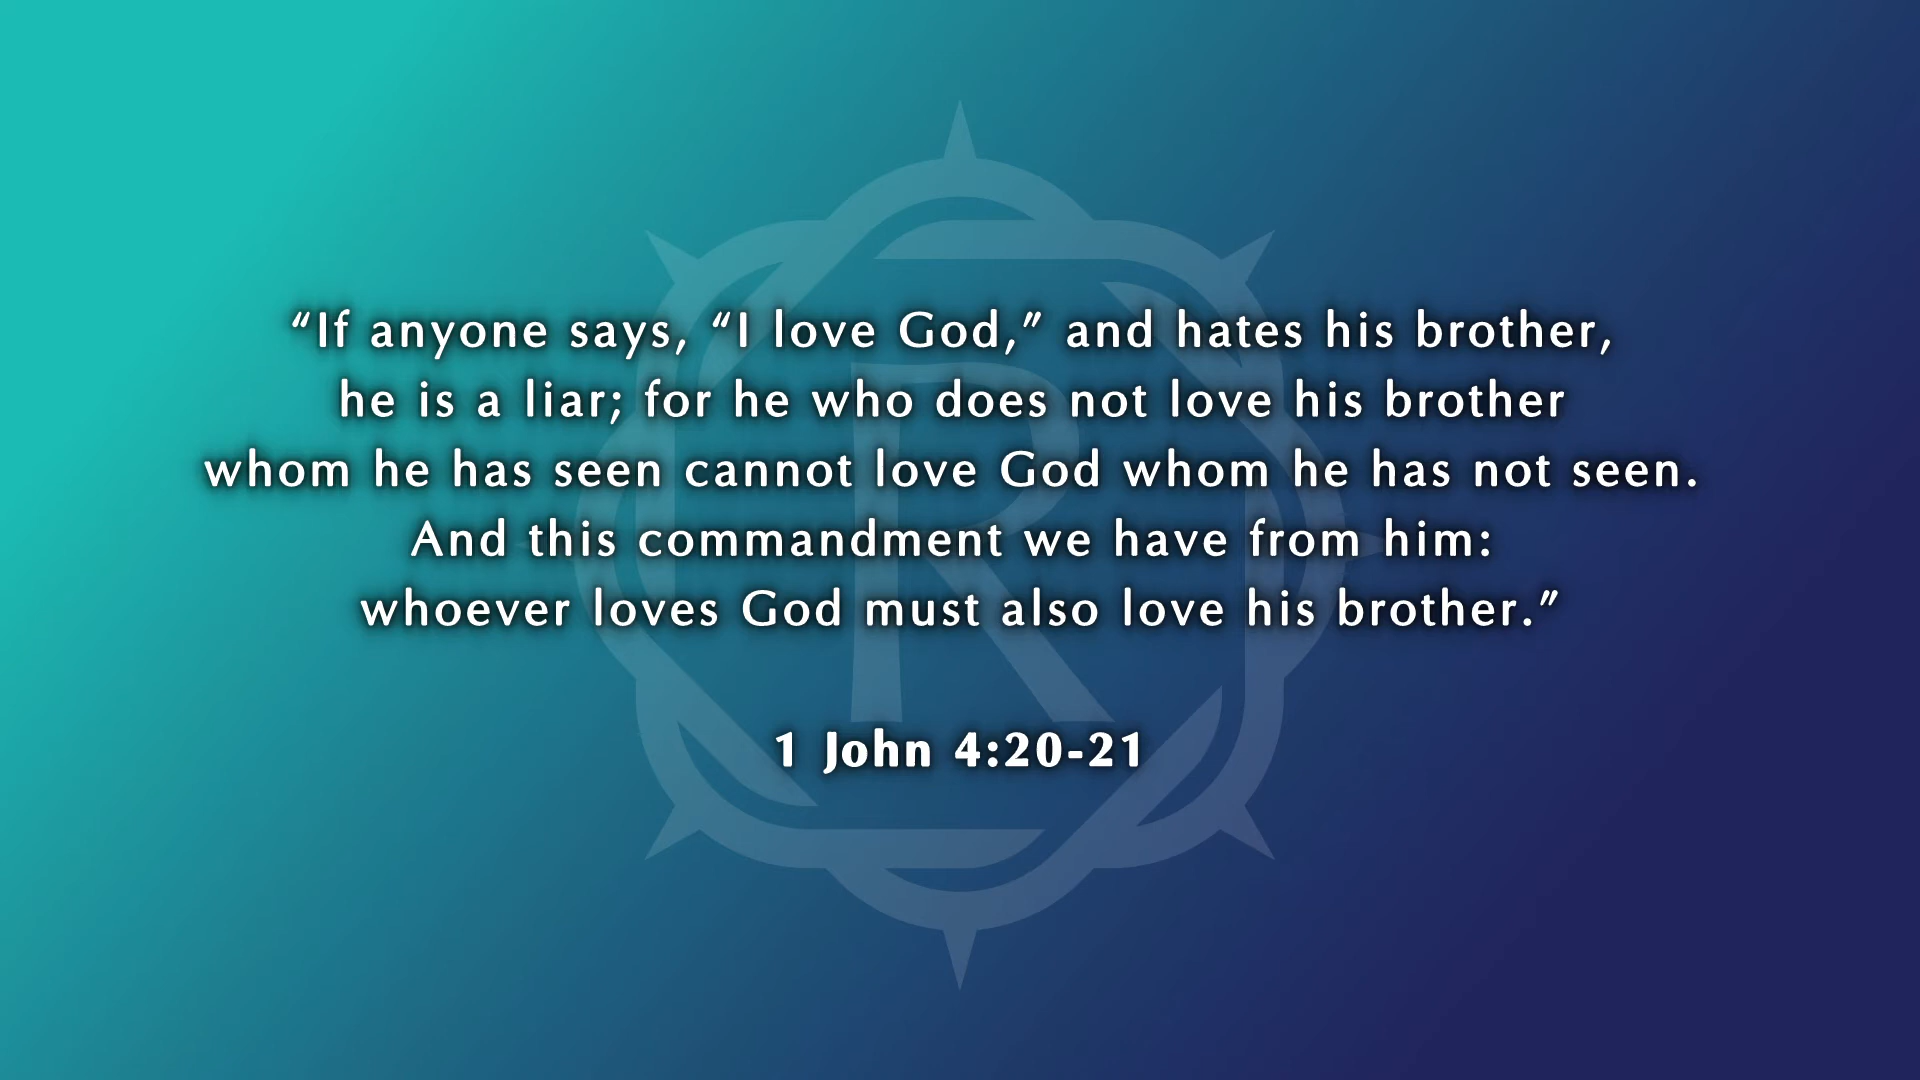 “If anyone says, “I love God,” and hates his brother,
he is a liar; for he who does not love his brother
whom he has seen cannot love God whom he has not seen.
And this commandment we have from him:
whoever loves God must also love his brother.”
1 John 4:20-21
R